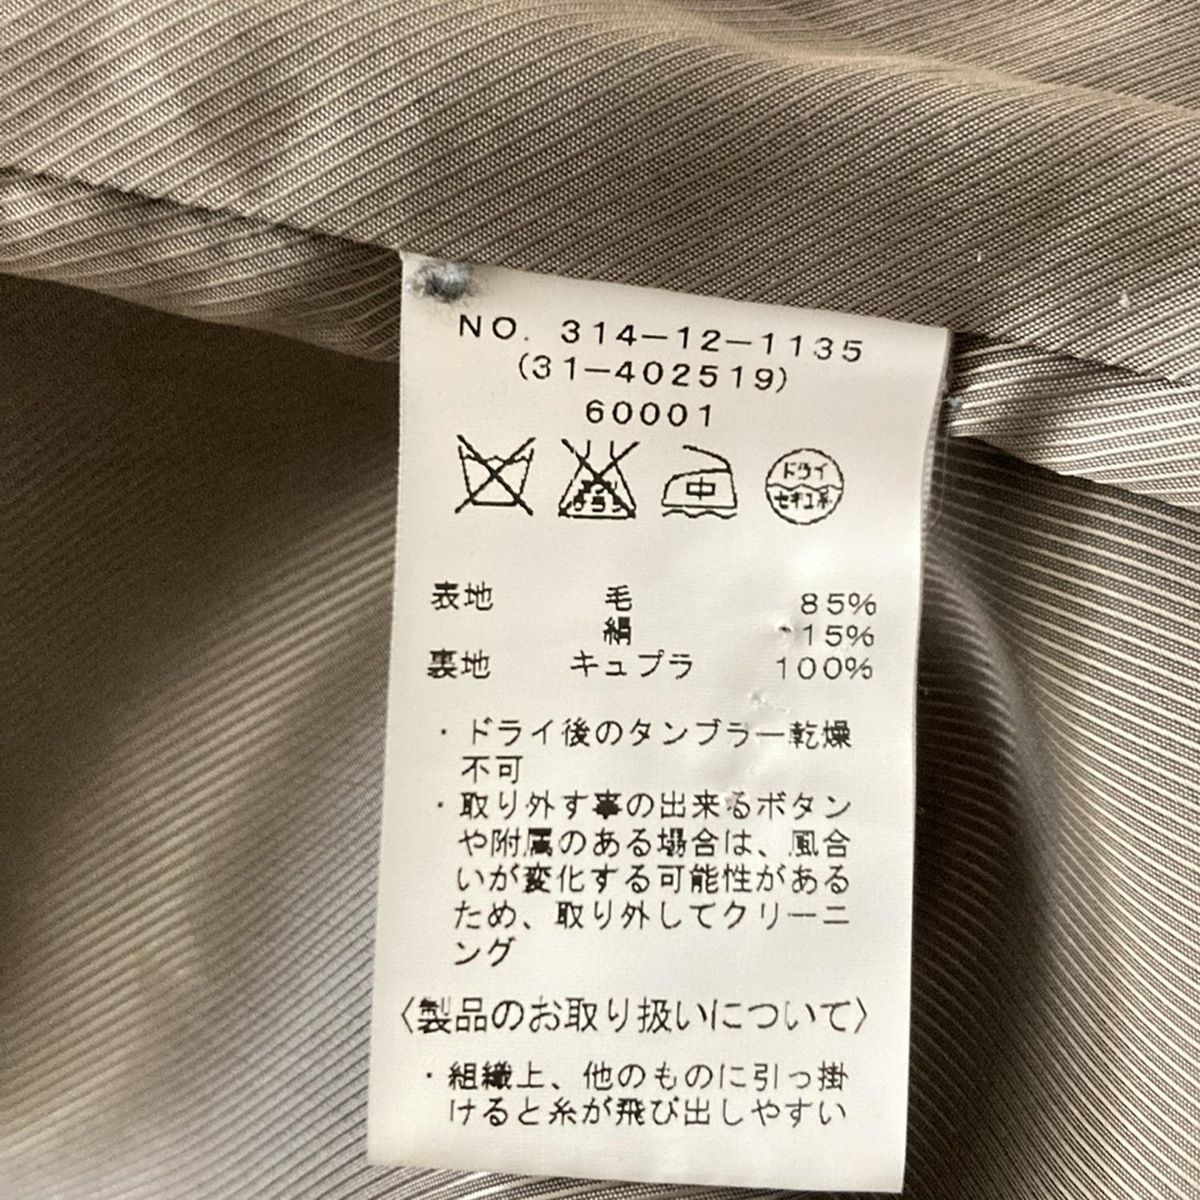 NO. 314-12-1135
(31-402519)
60001
エンソ サラシ 中 ドライ
セキユ系
表地 毛 85%
絹 15%
裏地 キュプラ 100%
・ドライ後のタンブラー乾燥
不可
・取り外す事の出来るボタン
や附属のある場合は、風合
いが変化する可能性がある
ため、取り外してクリーニ
ング
〈製品のお取り扱いについて〉
・組織上、他のものに引っ掛
けると糸が飛び出しやすい